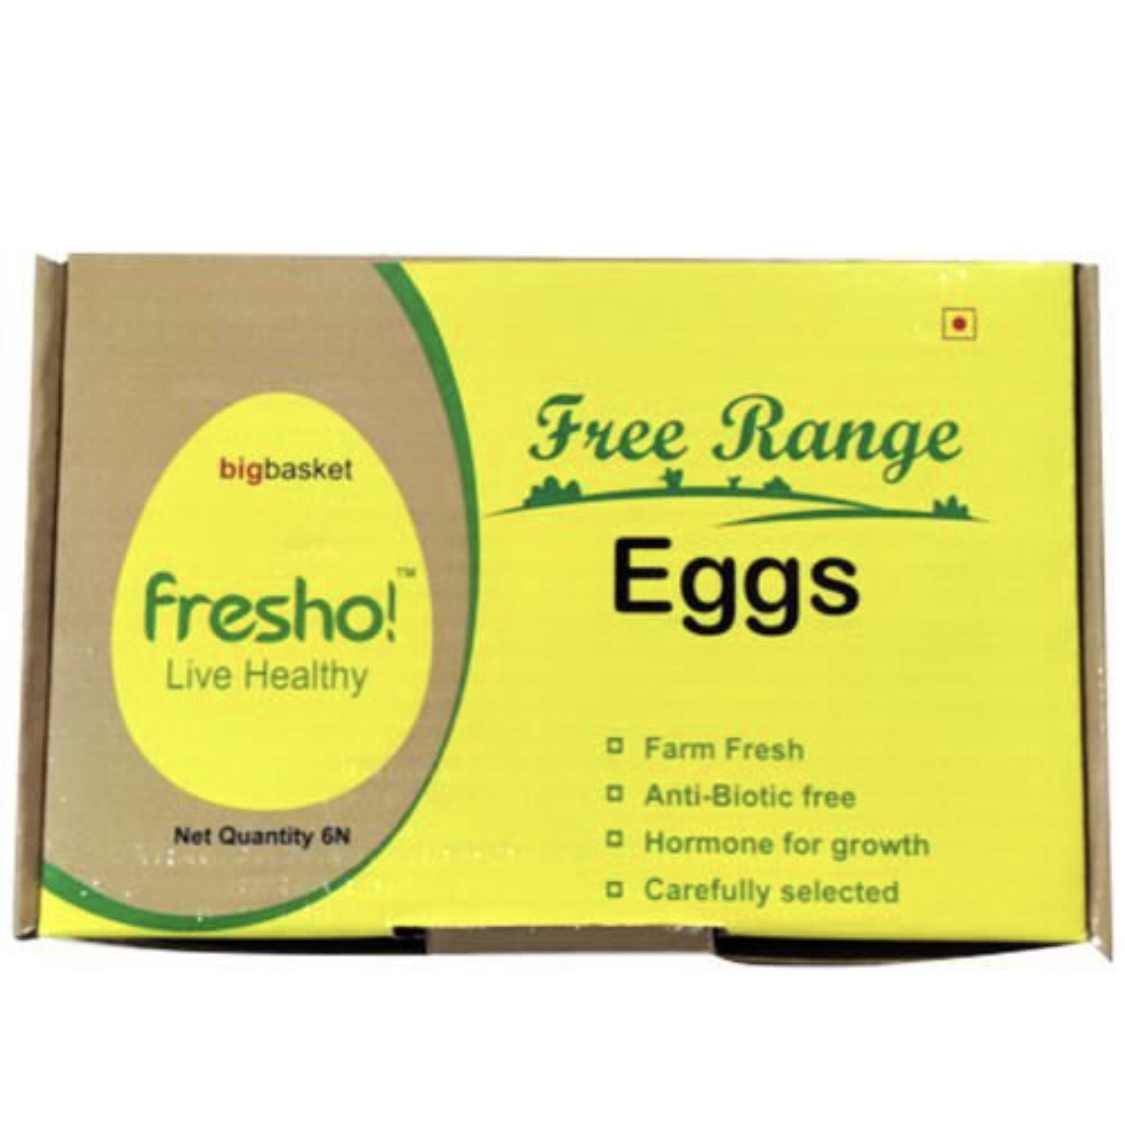 bigbasket
fresho!™
Live Healthy
Net Quantity 6N
Free Range
Eggs
Farm Fresh
Anti-Biotic free
Hormone for growth
Carefully selected